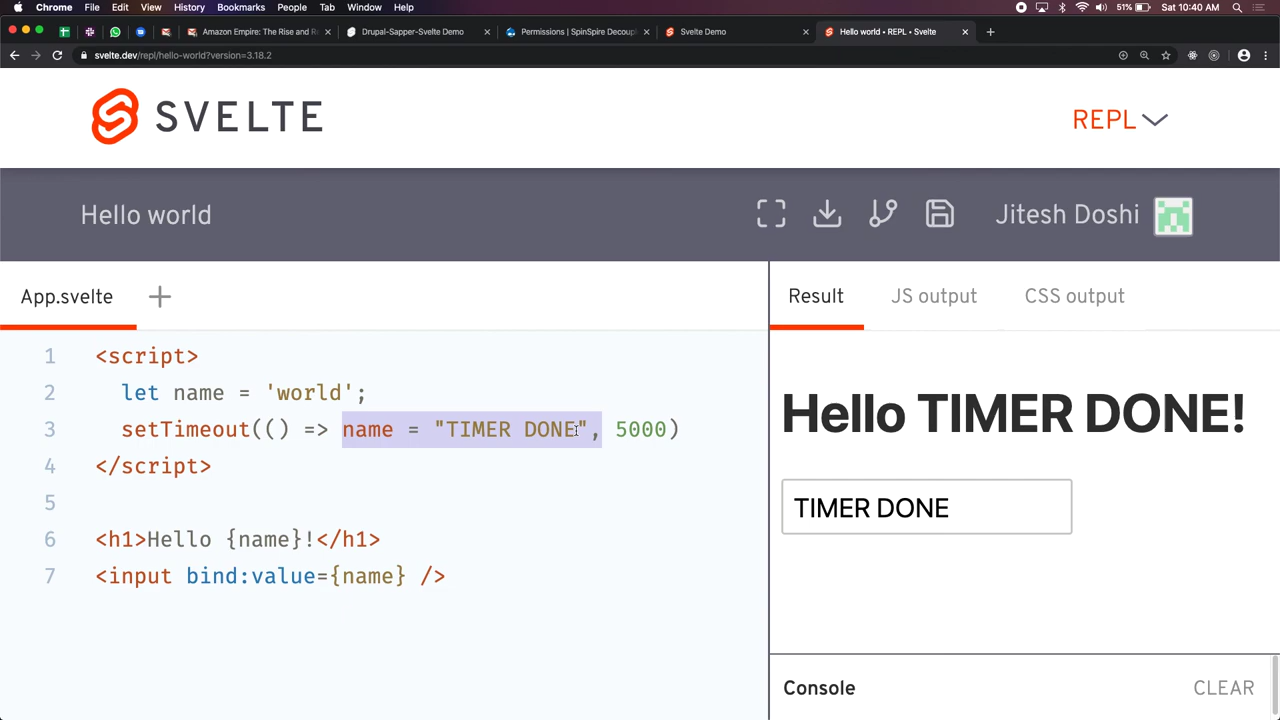 Chrome File Edit View History Bookmarks People Tab Window Help 51% Sat 10:40 AM
Amazon Empire: The Rise and R Drupal-Sapper-Svelte Demo Permissions | SpinSpire Decoup Svelte Demo Hello world • REPL • Svelte
svelte.dev/repl/hello-world?version=3.18.2
SVELTE
REPL
Hello world
Jitesh Doshi
App.svelte
1 <script>
2 let name = 'world';
3 setTimeout(() => name = "TIMER DONE", 5000)
4 </script>
5
6 <h1>Hello {name}!</h1>
7 <input bind:value={name} />
Result JS output CSS output
Hello TIMER DONE!
TIMER DONE
Console CLEAR